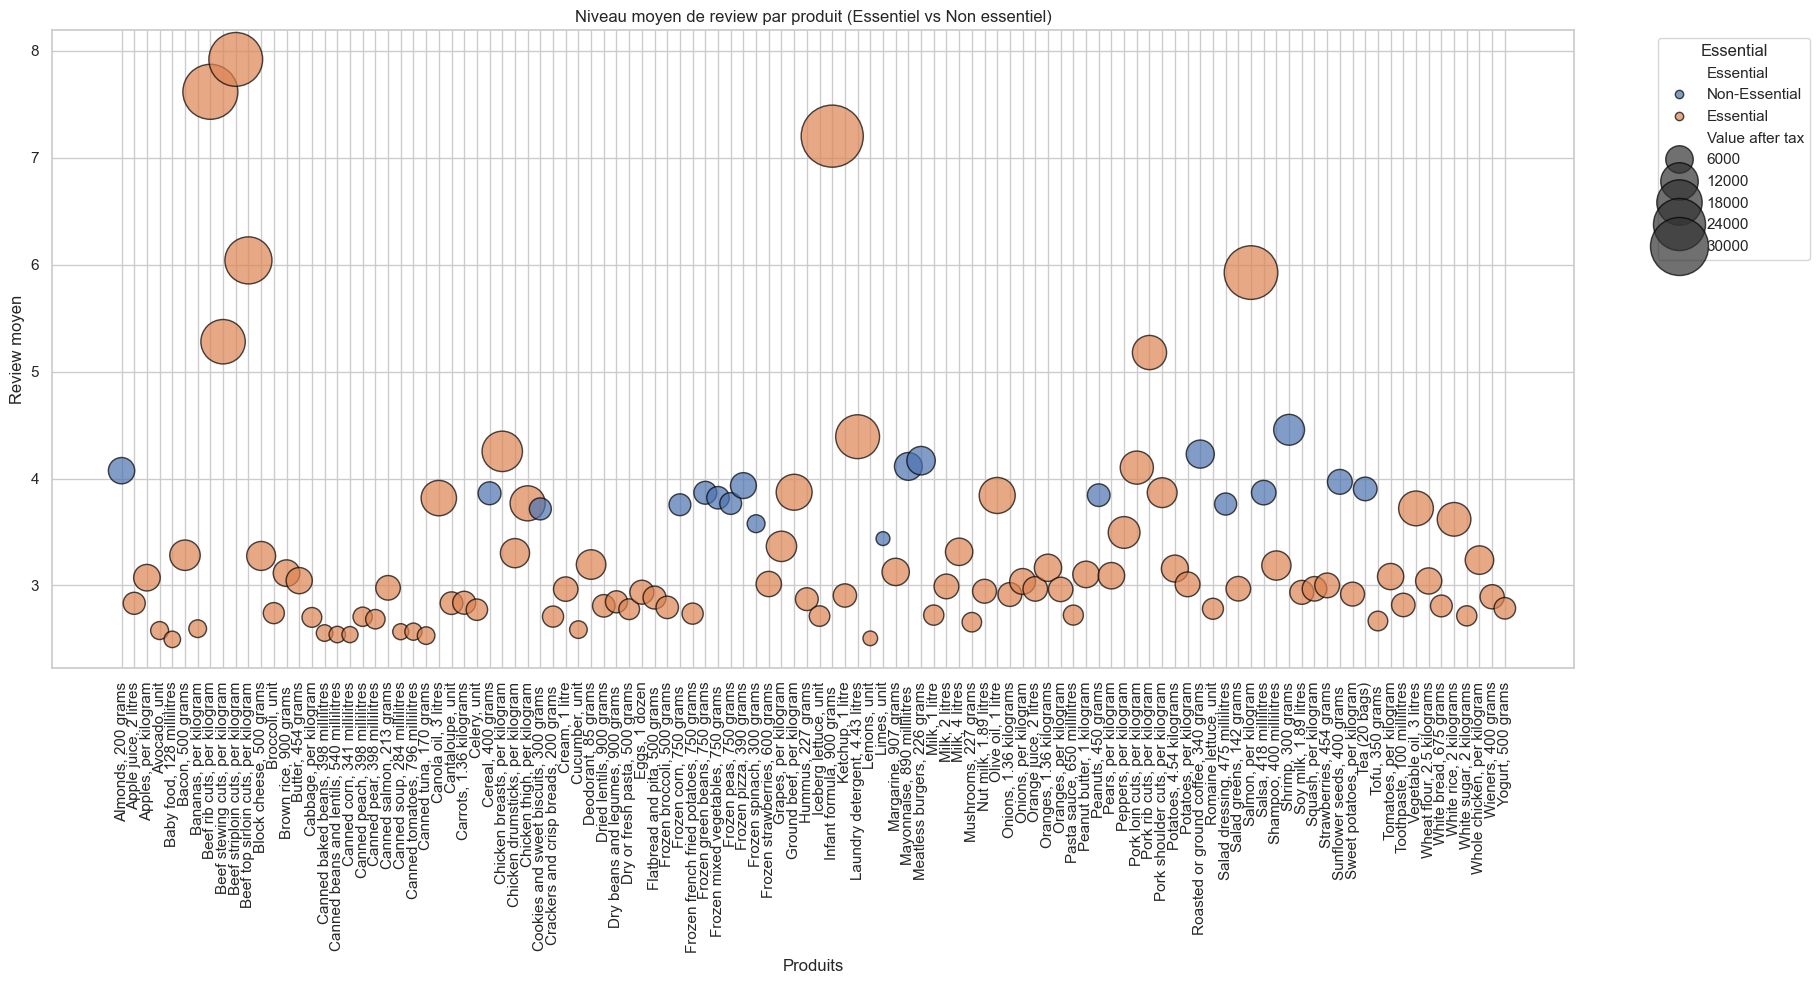 Niveau moyen de review par produit (Essentiel vs Non essentiel)
Essential
Essential
Non-Essential
Essential
Value after tax
6000
12000
18000
24000
30000
8
7
6
5
4
3
Review moyen
Almonds, 200 grams
Apple juice, 2 litres
Apples, per kilogram
Avocado, unit
Baby food, 128 millilitres
Bacon, 500 grams
Bananas, per kilogram
Beef rib cuts, per kilogram
Beef stewing cuts, per kilogram
Beef striploin cuts, per kilogram
Beef top sirloin cuts, per kilogram
Block cheese, 500 grams
Broccoli, unit
Brown rice, 900 grams
Butter, 454 grams
Cabbage, per kilogram
Canned baked beans, 398 millilitres
Canned beans and lentils, 540 millilitres
Canned corn, 341 millilitres
Canned peach, 398 millilitres
Canned pear, 398 millilitres
Canned salmon, 213 grams
Canned soup, 284 millilitres
Canned tomatoes, 796 millilitres
Canned tuna, 170 grams
Canola oil, 3 litres
Cantaloupe, unit
Carrots, 1.36 kilograms
Celery, unit
Cereal, 400 grams
Chicken breasts, per kilogram
Chicken drumsticks, per kilogram
Chicken thigh, per kilogram
Cookies and sweet biscuits, 300 grams
Crackers and crisp breads, 200 grams
Cream, 1 litre
Cucumber, unit
Deodorant, 85 grams
Dried lentils, 900 grams
Dry beans and legumes, 900 grams
Dry or fresh pasta, 500 grams
Eggs, 1 dozen
Flatbread and pita, 500 grams
Frozen broccoli, 500 grams
Frozen corn, 750 grams
Frozen french fried potatoes, 750 grams
Frozen green beans, 750 grams
Frozen mixed vegetables, 750 grams
Frozen peas, 750 grams
Frozen pizza, 390 grams
Frozen spinach, 300 grams
Frozen strawberries, 600 grams
Grapes, per kilogram
Ground beef, per kilogram
Hummus, 227 grams
Iceberg lettuce, unit
Infant formula, 900 grams
Ketchup, 1 litre
Laundry detergent, 4.43 litres
Lemons, unit
Limes, unit
Margarine, 907 grams
Mayonnaise, 890 millilitres
Meatless burgers, 226 grams
Milk, 1 litre
Milk, 2 litres
Milk, 4 litres
Mushrooms, 227 grams
Nut milk, 1.89 litres
Olive oil, 1 litre
Onions, 1.36 kilograms
Onions, per kilogram
Orange juice, 2 litres
Oranges, 1.36 kilograms
Oranges, per kilogram
Pasta sauce, 650 millilitres
Peanut butter, 1 kilogram
Peanuts, 450 grams
Pears, per kilogram
Peppers, per kilogram
Pork loin cuts, per kilogram
Pork rib cuts, per kilogram
Pork shoulder cuts, per kilogram
Potatoes, 4.54 kilograms
Potatoes, per kilogram
Roasted or ground coffee, 340 grams
Romaine lettuce, unit
Salad dressing, 475 millilitres
Salad greens, 142 grams
Salmon, per kilogram
Salsa, 418 millilitres
Shampoo, 400 millilitres
Shrimp, 300 grams
Soy milk, 1.89 litres
Squash, per kilogram
Strawberries, 454 grams
Sunflower seeds, 400 grams
Sweet potatoes, per kilogram
Tea (20 bags)
Tofu, 350 grams
Tomatoes, per kilogram
Toothpaste, 100 millilitres
Vegetable oil, 3 litres
Wheat flour, 2.5 kilograms
White bread, 675 grams
White rice, 2 kilograms
White sugar, 2 kilograms
Whole chicken, per kilogram
Wieners, 400 grams
Yogurt, 500 grams
Produits